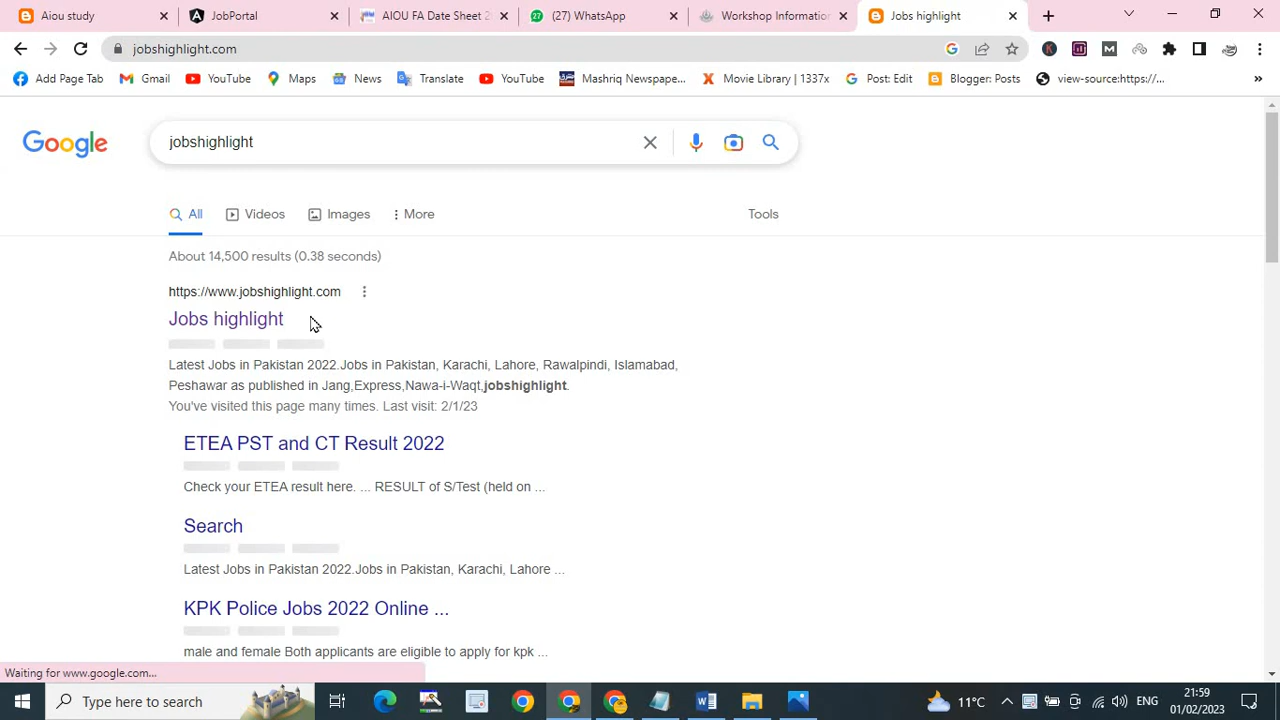 Aiou study
JobPortal
AIOU FA Date Sheet 2
(27) WhatsApp
Workshop Information
Jobs highlight
jobshighlight.com
Add Page Tab
Gmail
YouTube
Maps
News
Translate
YouTube
Mashriq Newspape...
Movie Library | 1337x
Post: Edit
Blogger: Posts
view-source:https://...
Google
jobshighlight
All
Videos
Images
More
Tools
About 14,500 results (0.38 seconds)
https://www.jobshighlight.com
Jobs highlight
Latest Jobs in Pakistan 2022.Jobs in Pakistan, Karachi, Lahore, Rawalpindi, Islamabad,
Peshawar as published in Jang,Express,Nawa-i-Waqt,jobshighlight.
You've visited this page many times. Last visit: 2/1/23
ETEA PST and CT Result 2022
Check your ETEA result here. ... RESULT of S/Test (held on ...
Search
Latest Jobs in Pakistan 2022.Jobs in Pakistan, Karachi, Lahore ...
KPK Police Jobs 2022 Online ...
male and female Both applicants are eligible to apply for kpk ...
Waiting for www.google.com...
Type here to search
11°C
ENG
21:59
01/02/2023